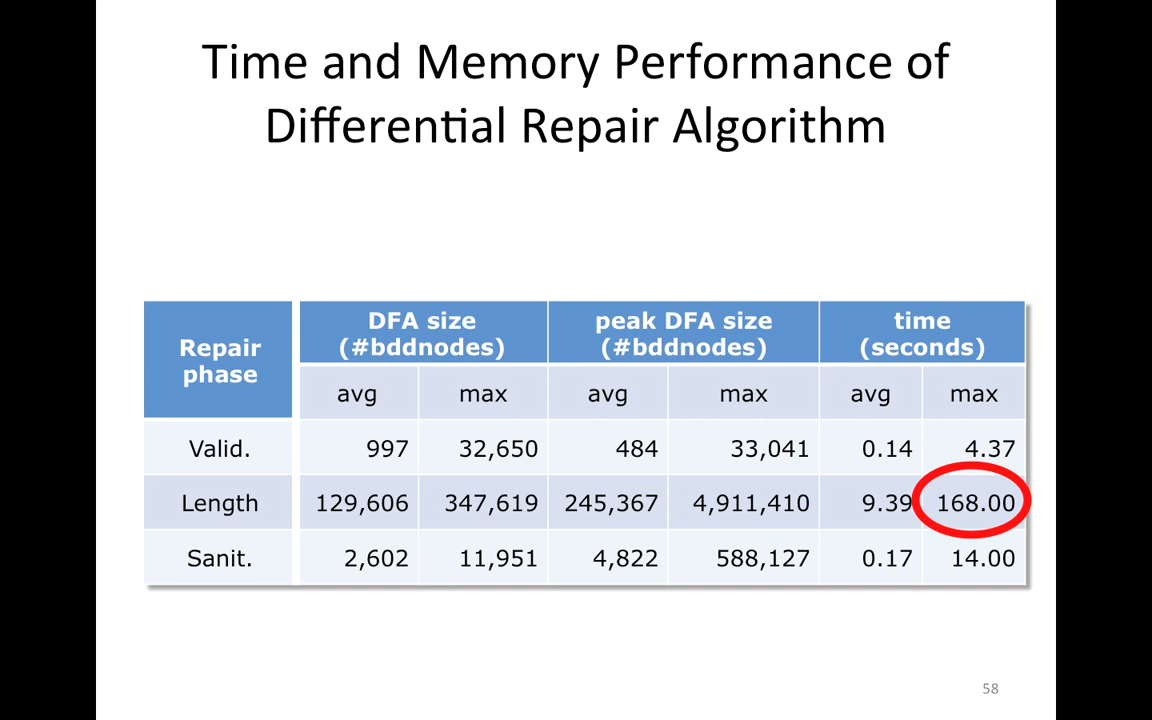 Time and Memory Performance of
Differential Repair Algorithm
Repair phase DFA size (#bddnodes) peak DFA size (#bddnodes) time (seconds)
avg max avg max avg max
Valid. 997 32,650 484 33,041 0.14 4.37
Length 129,606 347,619 245,367 4,911,410 9.39 168.00
Sanit. 2,602 11,951 4,822 588,127 0.17 14.00
58